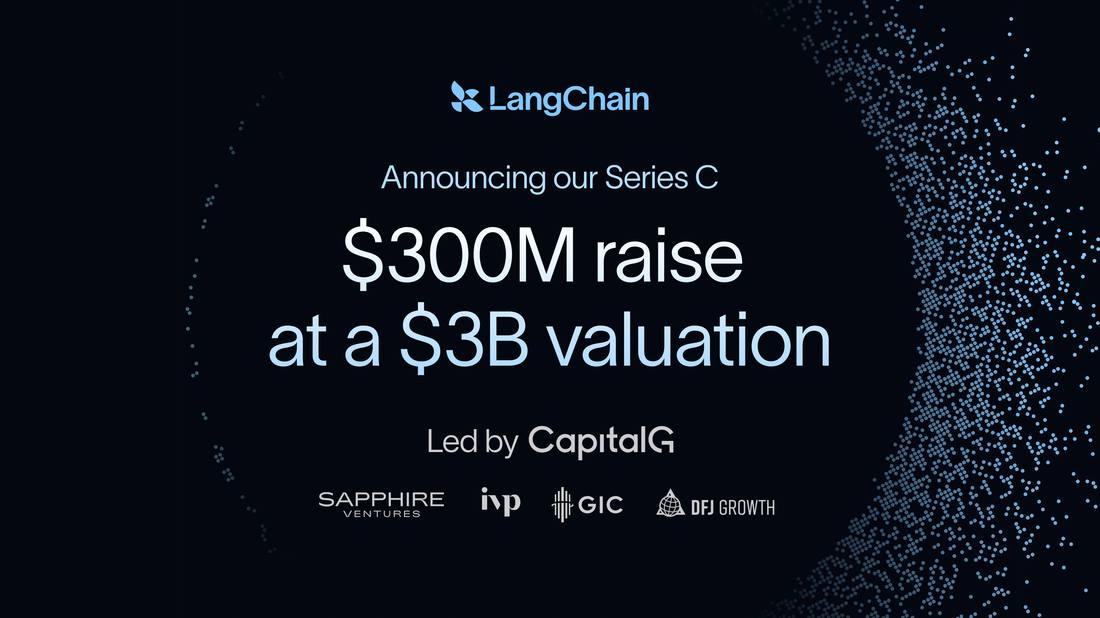 LangChain
Announcing our Series C
$300M raise
at a $3B valuation
Led by CapitalG
SAPPHIRE VENTURES ivp GIC DFJ GROWTH